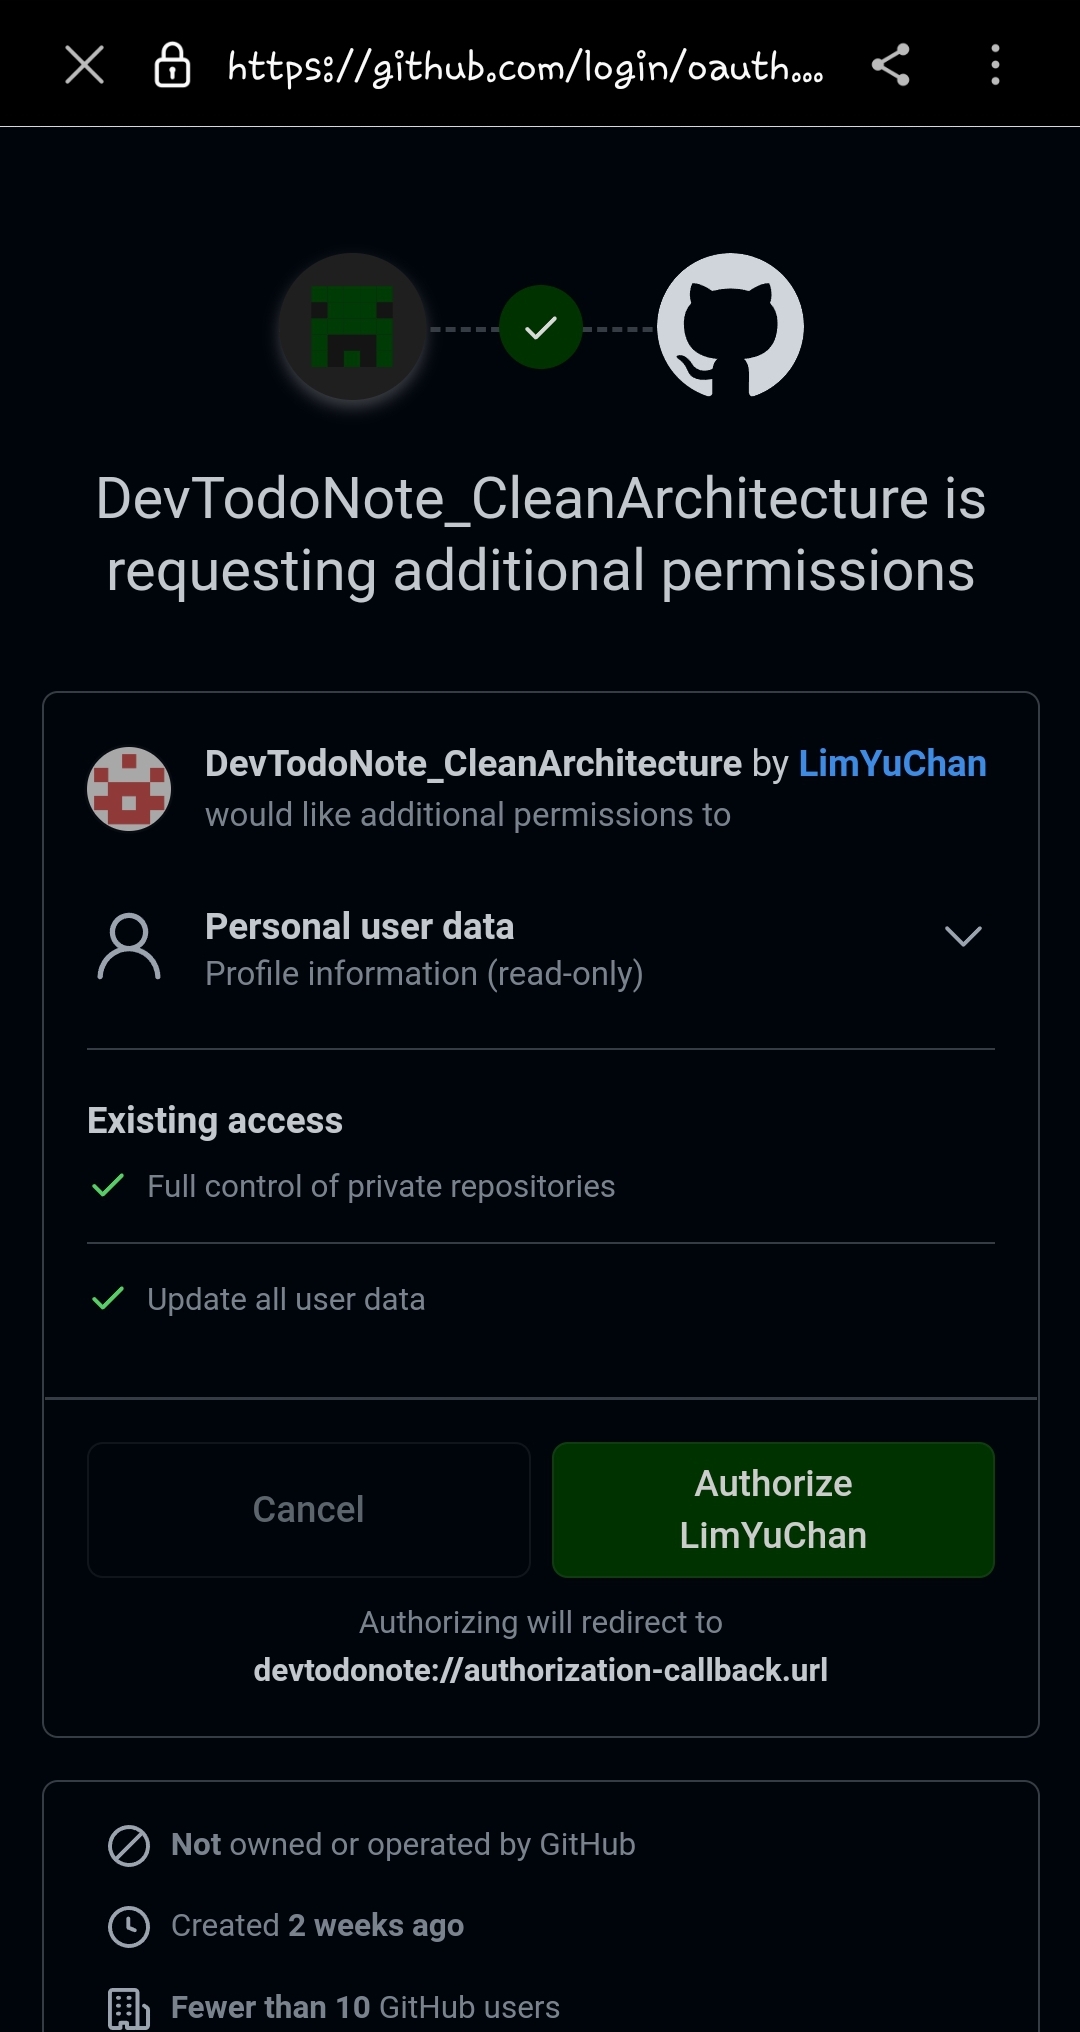 https://github.com/login/oauth...
DevTodoNote_CleanArchitecture is
requesting additional permissions
DevTodoNote_CleanArchitecture by LimYuChan
would like additional permissions to
Personal user data
Profile information (read-only)
Existing access
Full control of private repositories
Update all user data
Cancel
Authorize
LimYuChan
Authorizing will redirect to
devtodonote://authorization-callback.url
Not owned or operated by GitHub
Created 2 weeks ago
Fewer than 10 GitHub users